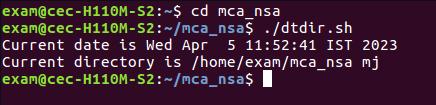 exam@cec-H110M-S2:~$ cd mca_nsa
exam@cec-H110M-S2:~/mca_nsa$ ./dtdir.sh
Current date is Wed Apr  5 11:52:41 IST 2023
Current directory is /home/exam/mca_nsa mj
exam@cec-H110M-S2:~/mca_nsa$